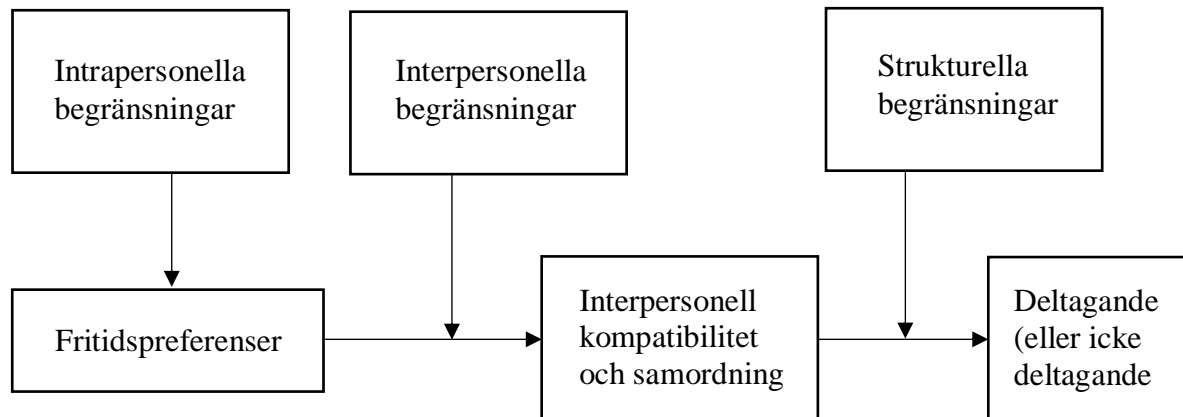 Intrapersonella
begränsningar
Interpersonella
begränsningar
Strukturella
begränsningar
Fritidspreferenser
Interpersonell
kompatibilitet
och samordning
Deltagande
(eller icke
deltagande